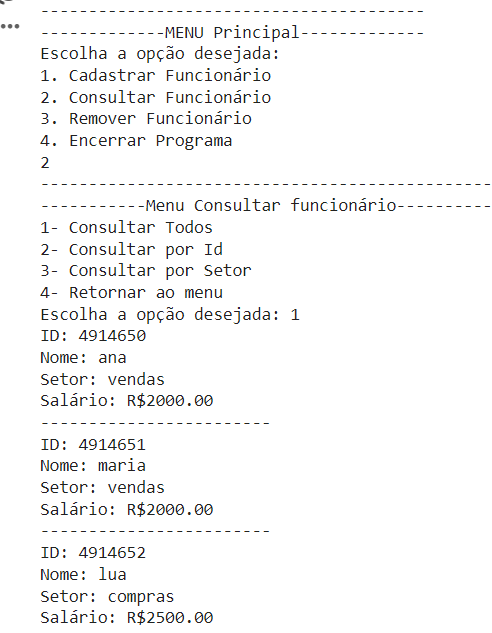 ----------------------------------------
-------------MENU Principal-------------
Escolha a opção desejada:
1. Cadastrar Funcionário
2. Consultar Funcionário
3. Remover Funcionário
4. Encerrar Programa
2
-----------------------------------------------
-----------Menu Consultar funcionário----------
1- Consultar Todos
2- Consultar por Id
3- Consultar por Setor
4- Retornar ao menu
Escolha a opção desejada: 1
ID: 4914650
Nome: ana
Setor: vendas
Salário: R$2000.00
------------------------
ID: 4914651
Nome: maria
Setor: vendas
Salário: R$2000.00
------------------------
ID: 4914652
Nome: lua
Setor: compras
Salário: R$2500.00